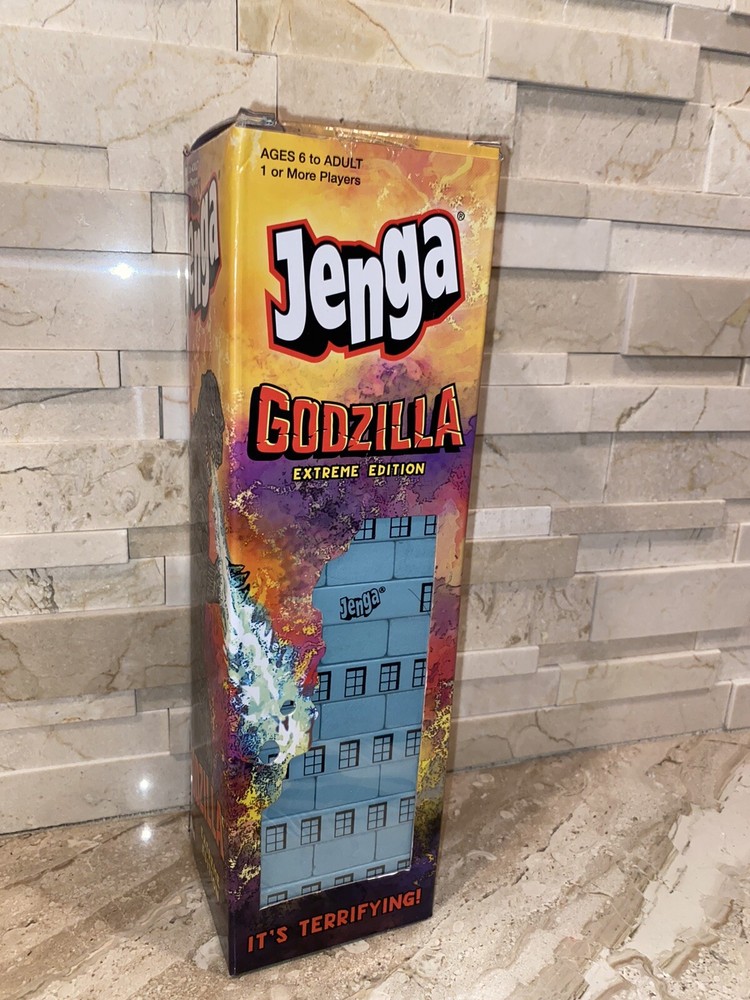 AGES 6 to ADULT
1 or More Players
Jenga®
GODZILLA
EXTREME EDITION
Jenga®
IT'S TERRIFYING!